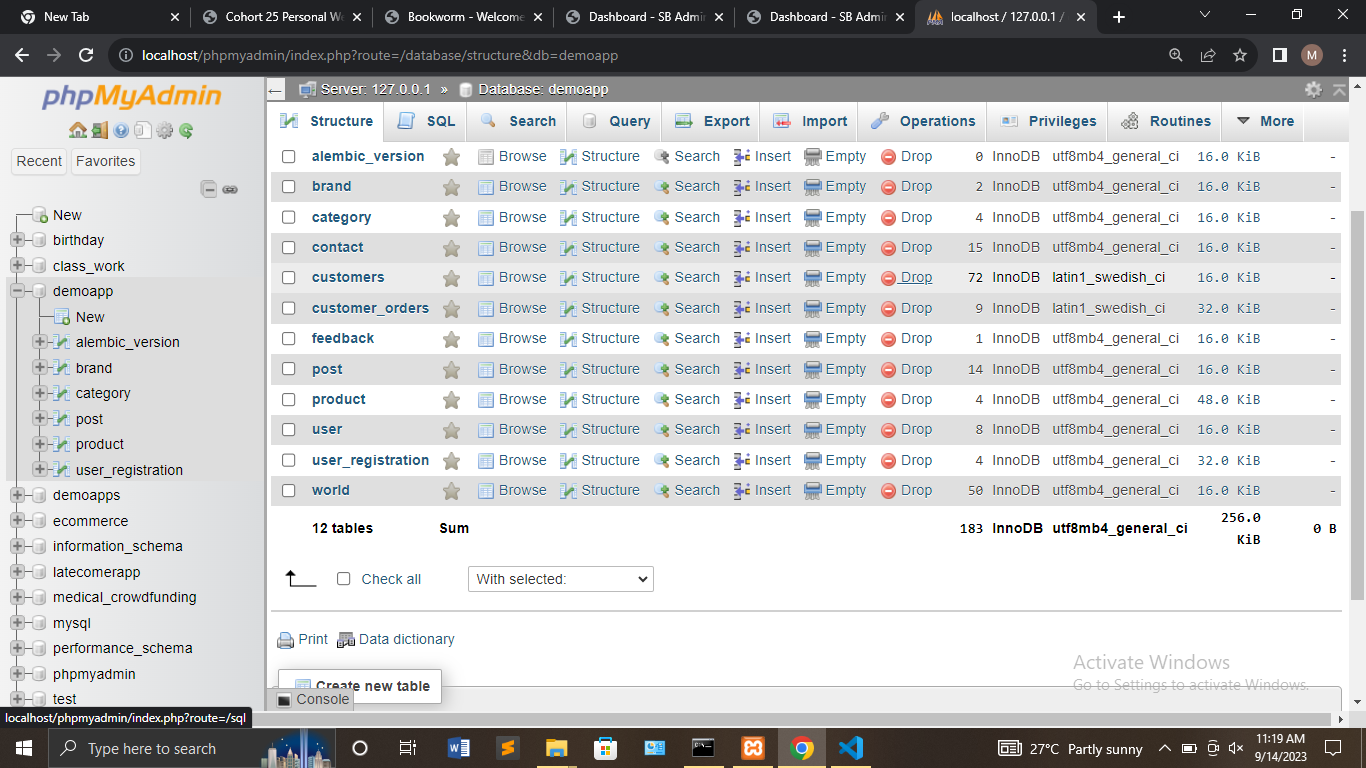 New Tab
Cohort 25 Personal We
Bookworm - Welcome
Dashboard - SB Admin
Dashboard - SB Admin
localhost / 127.0.0.1 /
localhost/phpmyadmin/index.php?route=/database/structure&db=demoapp
M
phpMyAdmin
Recent Favorites
New
birthday
class_work
demoapp
New
alembic_version
brand
category
post
product
user_registration
demoapps
ecommerce
information_schema
latecomerapp
medical_crowdfunding
mysql
performance_schema
phpmyadmin
test
localhost/phpmyadmin/index.php?route=/sql
Server: 127.0.0.1 » Database: demoapp
Structure SQL Search Query Export Import Operations Privileges Routines More
alembic_version Browse Structure Search Insert Empty Drop 0 InnoDB utf8mb4_general_ci 16.0 KiB -
brand Browse Structure Search Insert Empty Drop 2 InnoDB utf8mb4_general_ci 16.0 KiB -
category Browse Structure Search Insert Empty Drop 4 InnoDB utf8mb4_general_ci 16.0 KiB -
contact Browse Structure Search Insert Empty Drop 15 InnoDB utf8mb4_general_ci 16.0 KiB -
customers Browse Structure Search Insert Empty Drop 72 InnoDB latin1_swedish_ci 16.0 KiB -
customer_orders Browse Structure Search Insert Empty Drop 9 InnoDB latin1_swedish_ci 32.0 KiB -
feedback Browse Structure Search Insert Empty Drop 1 InnoDB utf8mb4_general_ci 16.0 KiB -
post Browse Structure Search Insert Empty Drop 14 InnoDB utf8mb4_general_ci 16.0 KiB -
product Browse Structure Search Insert Empty Drop 4 InnoDB utf8mb4_general_ci 48.0 KiB -
user Browse Structure Search Insert Empty Drop 8 InnoDB utf8mb4_general_ci 16.0 KiB -
user_registration Browse Structure Search Insert Empty Drop 4 InnoDB utf8mb4_general_ci 32.0 KiB -
world Browse Structure Search Insert Empty Drop 50 InnoDB utf8mb4_general_ci 16.0 KiB -
12 tables Sum 183 InnoDB utf8mb4_general_ci 256.0 KiB 0 B
Check all With selected:
Print Data dictionary
Create new table
Console
Activate Windows
Go to Settings to activate Windows.
Type here to search
27°C Partly sunny
11:19 AM
9/14/2023